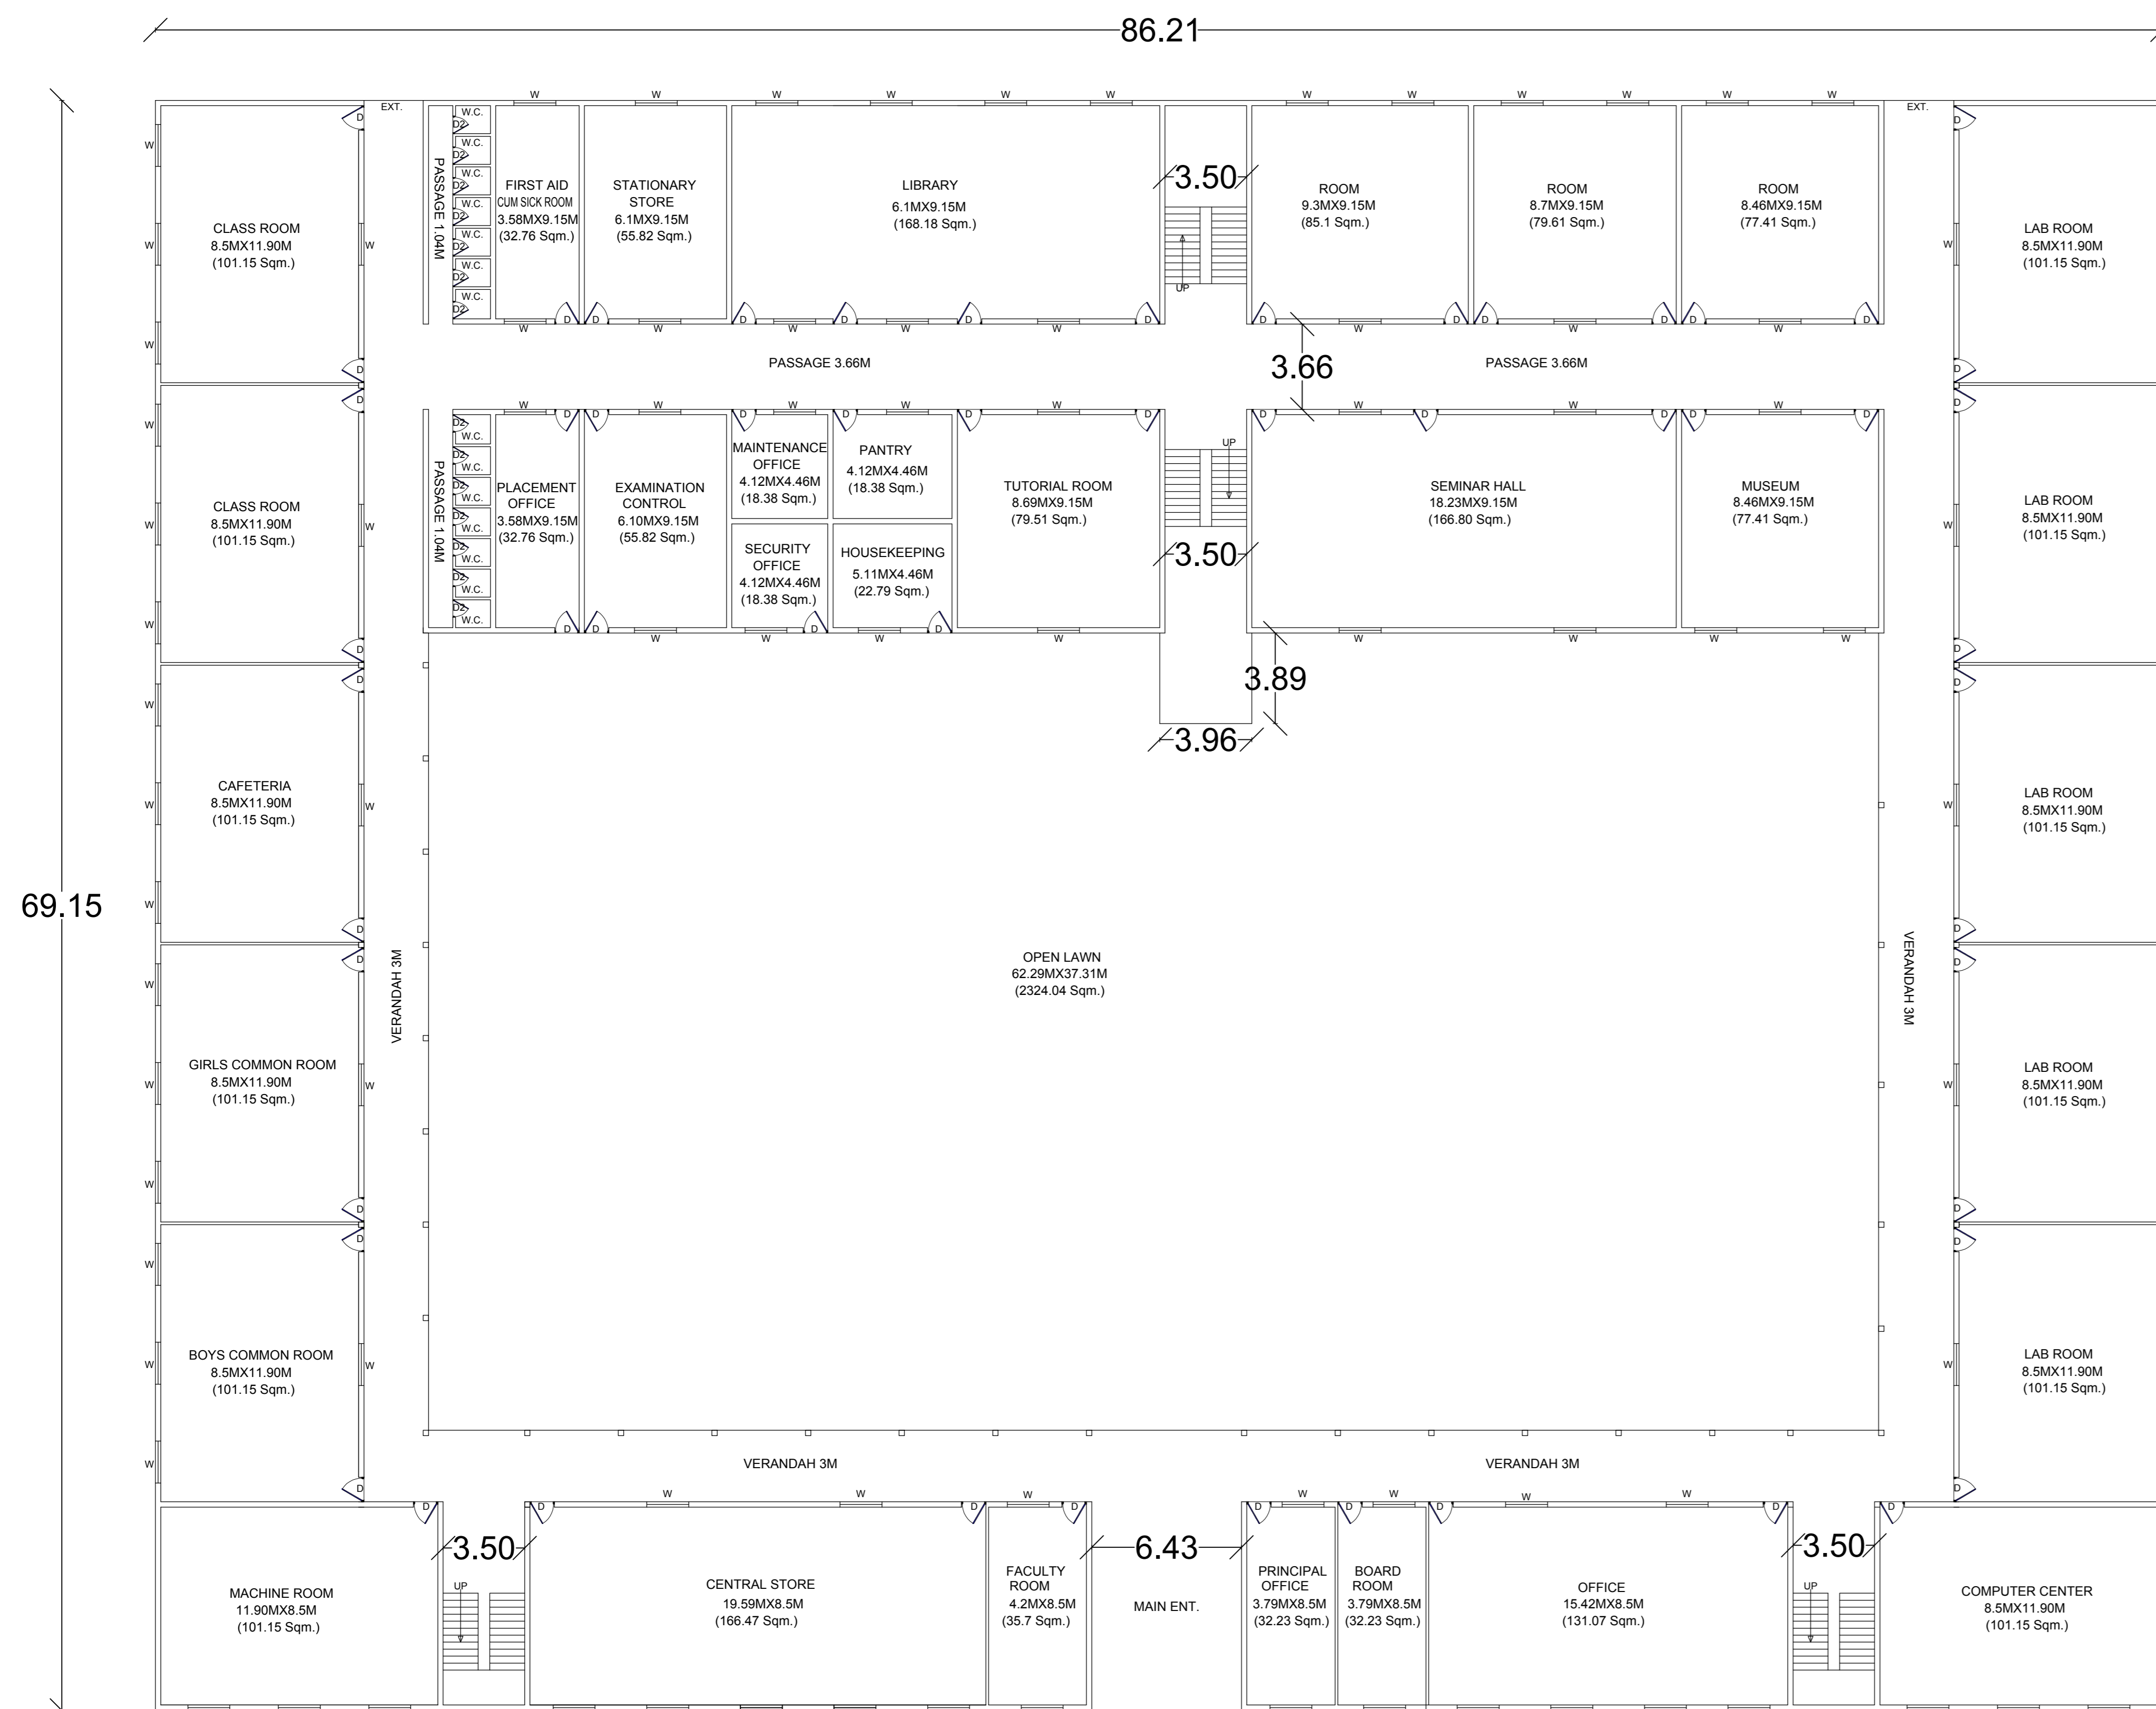 86.21
69.15
EXT.
EXT.
W
W
W
W
W
W
W
W
W
W
W
W
CLASS ROOM
8.5MX11.90M
(101.15 Sqm.)
PASSAGE 1.04M
W.C.
D2
W.C.
D2
W.C.
D2
W.C.
D2
W.C.
D2
W.C.
D2
W.C.
D2
FIRST AID
CUM SICK ROOM
3.58MX9.15M
(32.76 Sqm.)
STATIONARY
STORE
6.1MX9.15M
(55.82 Sqm.)
LIBRARY
6.1MX9.15M
(168.18 Sqm.)
3.50
UP
ROOM
9.3MX9.15M
(85.1 Sqm.)
ROOM
8.7MX9.15M
(79.61 Sqm.)
ROOM
8.46MX9.15M
(77.41 Sqm.)
LAB ROOM
8.5MX11.90M
(101.15 Sqm.)
D
D
D
D
D
D
D
D
D
D
D
D
W
W
W
W
W
W
W
W
PASSAGE 3.66M
3.66
PASSAGE 3.66M
CLASS ROOM
8.5MX11.90M
(101.15 Sqm.)
PASSAGE 1.04M
D2
W.C.
D2
W.C.
D2
W.C.
D2
W.C.
D2
W.C.
D2
W.C.
D2
W.C.
PLACEMENT
OFFICE
3.58MX9.15M
(32.76 Sqm.)
EXAMINATION
CONTROL
6.10MX9.15M
(55.82 Sqm.)
MAINTENANCE
OFFICE
4.12MX4.46M
(18.38 Sqm.)
PANTRY
4.12MX4.46M
(18.38 Sqm.)
SECURITY
OFFICE
4.12MX4.46M
(18.38 Sqm.)
HOUSEKEEPING
5.11MX4.46M
(22.79 Sqm.)
TUTORIAL ROOM
8.69MX9.15M
(79.51 Sqm.)
UP
3.50
SEMINAR HALL
18.23MX9.15M
(166.80 Sqm.)
MUSEUM
8.46MX9.15M
(77.41 Sqm.)
LAB ROOM
8.5MX11.90M
(101.15 Sqm.)
3.89
3.96
CAFETERIA
8.5MX11.90M
(101.15 Sqm.)
LAB ROOM
8.5MX11.90M
(101.15 Sqm.)
VERANDAH 3M
OPEN LAWN
62.29MX37.31M
(2324.04 Sqm.)
VERANDAH 3M
GIRLS COMMON ROOM
8.5MX11.90M
(101.15 Sqm.)
LAB ROOM
8.5MX11.90M
(101.15 Sqm.)
BOYS COMMON ROOM
8.5MX11.90M
(101.15 Sqm.)
LAB ROOM
8.5MX11.90M
(101.15 Sqm.)
VERANDAH 3M
VERANDAH 3M
MACHINE ROOM
11.90MX8.5M
(101.15 Sqm.)
3.50
UP
CENTRAL STORE
19.59MX8.5M
(166.47 Sqm.)
FACULTY
ROOM
4.2MX8.5M
(35.7 Sqm.)
6.43
MAIN ENT.
PRINCIPAL
OFFICE
3.79MX8.5M
(32.23 Sqm.)
BOARD
ROOM
3.79MX8.5M
(32.23 Sqm.)
OFFICE
15.42MX8.5M
(131.07 Sqm.)
3.50
UP
COMPUTER CENTER
8.5MX11.90M
(101.15 Sqm.)